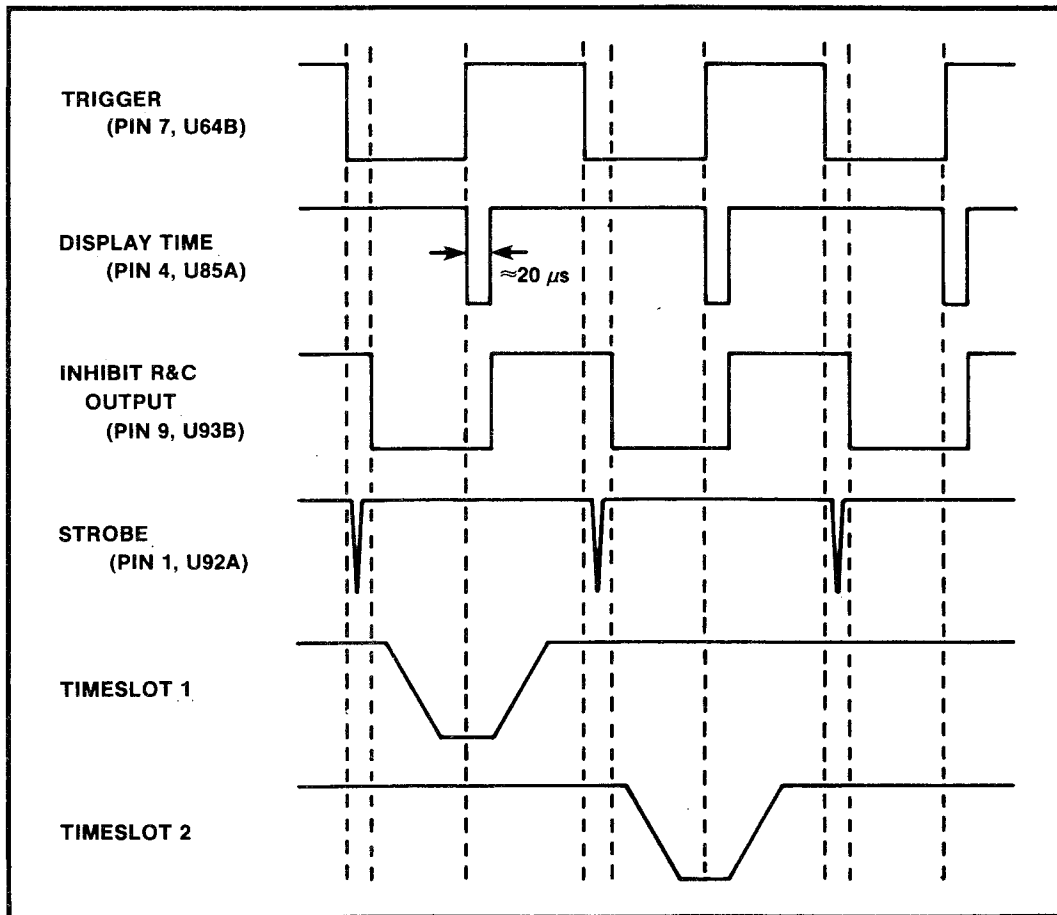 TRIGGER
(PIN 7, U64B)
DISPLAY TIME
(PIN 4, U85A)
≈20 μs
INHIBIT R&C
OUTPUT
(PIN 9, U93B)
STROBE
(PIN 1, U92A)
TIMESLOT 1
TIMESLOT 2